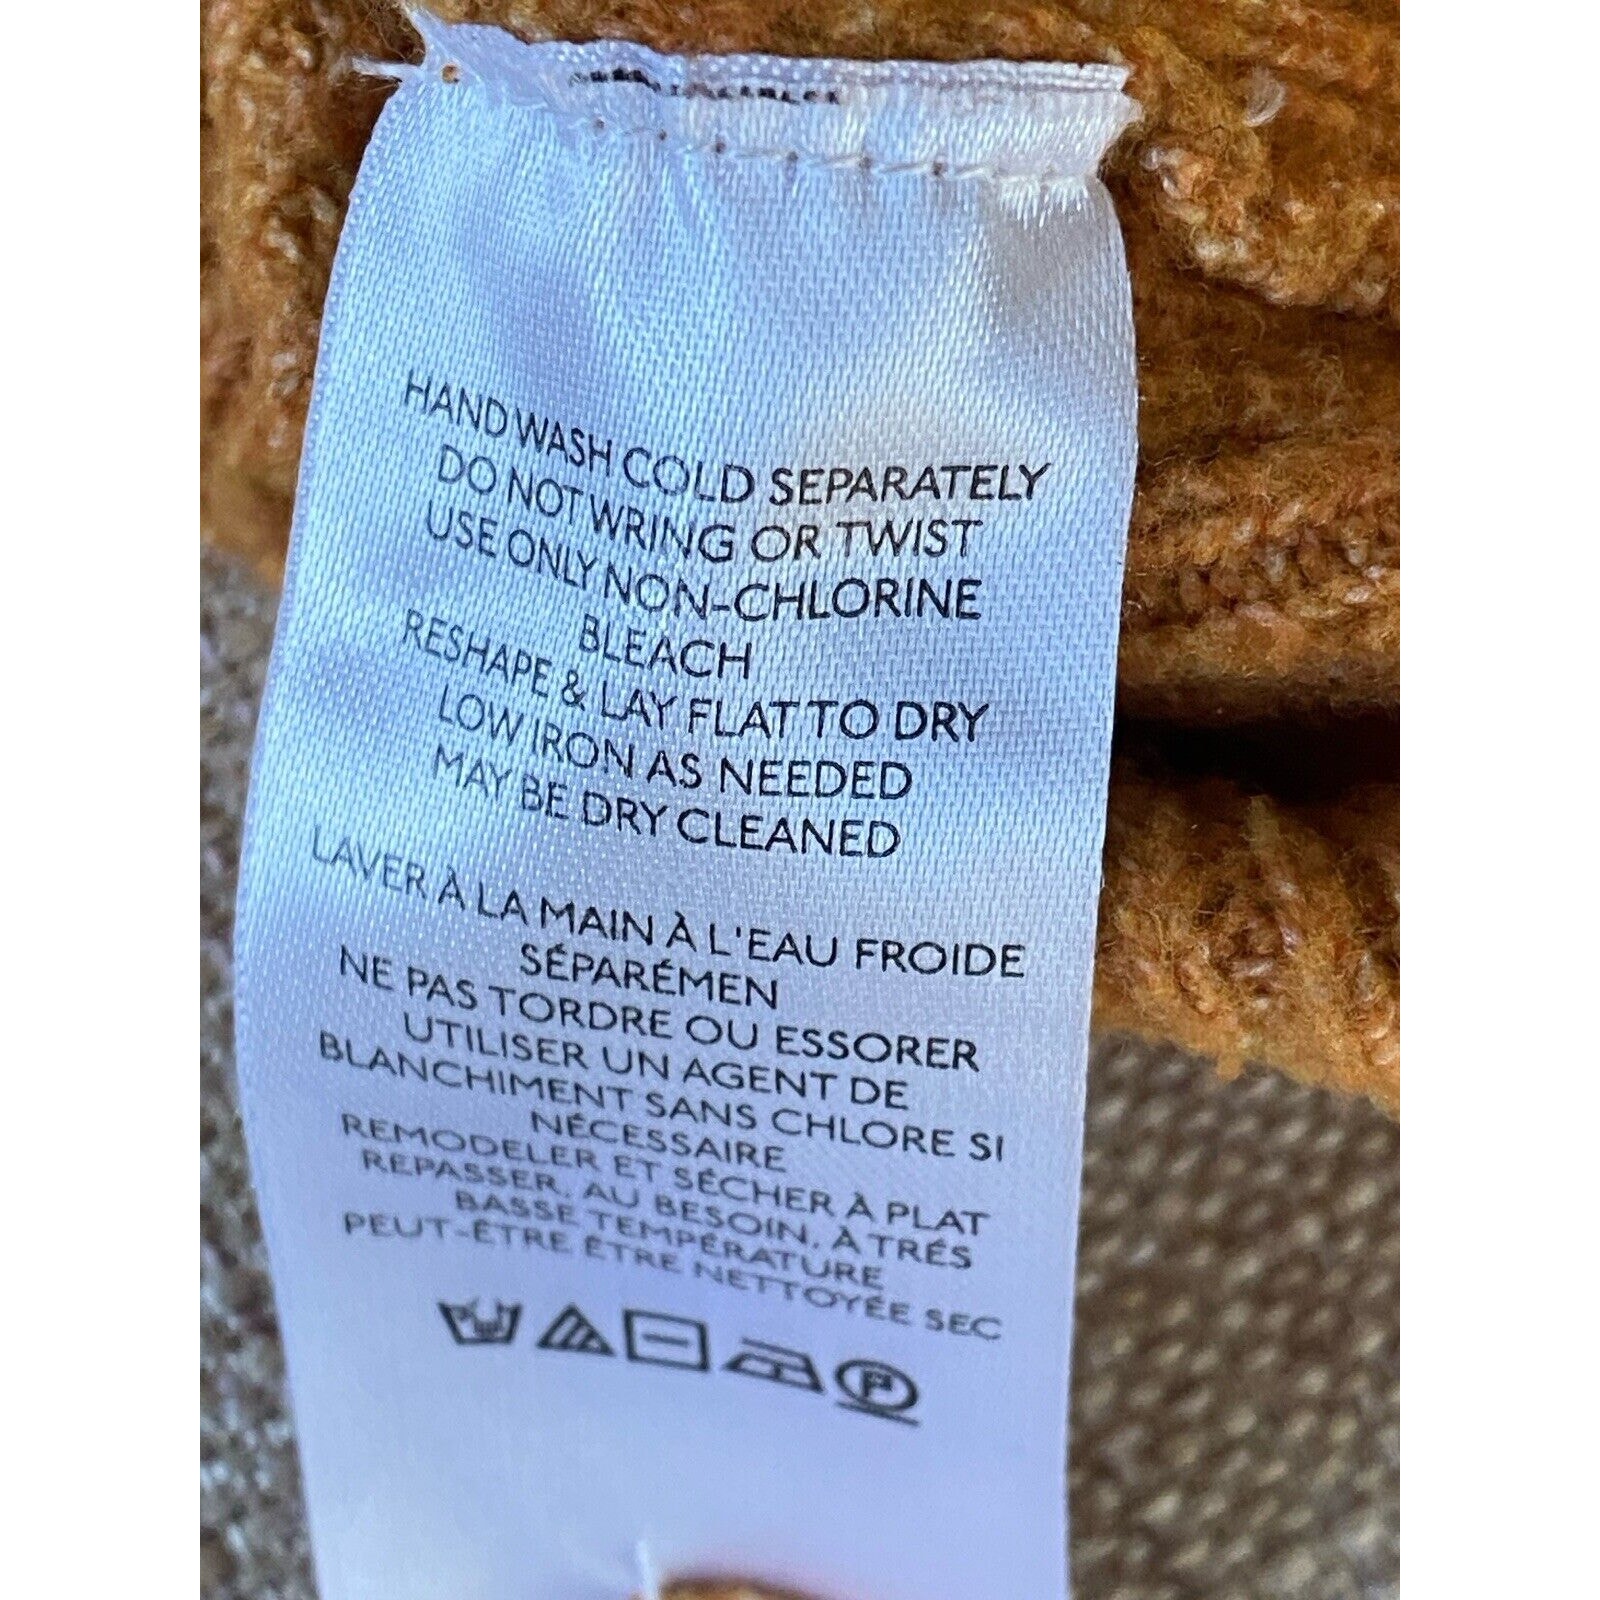 HAND WASH COLD SEPARATELY
DO NOT WRING OR TWIST
USE ONLY NON-CHLORINE
BLEACH
RESHAPE & LAY FLAT TO DRY
LOW IRON AS NEEDED
MAY BE DRY CLEANED
LAVER À LA MAIN À L'EAU FROIDE
SÉPARÉMEN
NE PAS TORDRE OU ESSORER
UTILISER UN AGENT DE
BLANCHIMENT SANS CHLORE SI
NÉCESSAIRE
REMODELER ET SÉCHER À PLAT
REPASSER, AU BESOIN, À TRÉS
BASSE TEMPÉRATURE
PEUT-ÊTRE ÊTRE NETTOYÉE SEC
P